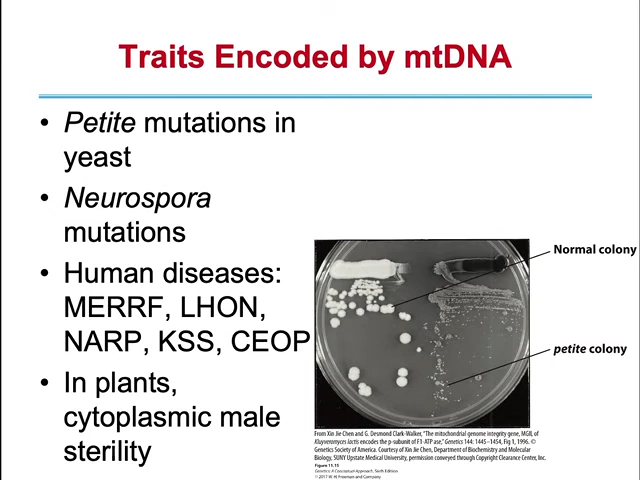 Traits Encoded by mtDNA
• Petite mutations in
yeast
• Neurospora
mutations
• Human diseases:
MERRF, LHON,
NARP, KSS, CEOP
• In plants,
cytoplasmic male
sterility
Normal colony
petite colony
From Xin Jie Chen and G. Desmond Clark-Walker, "The mitochondrial genome integrity gene, MGI1, of
Kluyveromyces lactis encodes the β-subunit of F1-ATP ase," Genetics 144: 1445–1454, Fig 1, 1996. ©
Genetics Society of America. Courtesy of Xin Jie Chen, Department of Biochemistry and Molecular
Biology, SUNY Upstate Medical University, permission conveyed through Copyright Clearance Center, Inc.
Figure 11.15
Genetics: A Conceptual Approach, Sixth Edition
© 2017 W. H. Freeman and Company